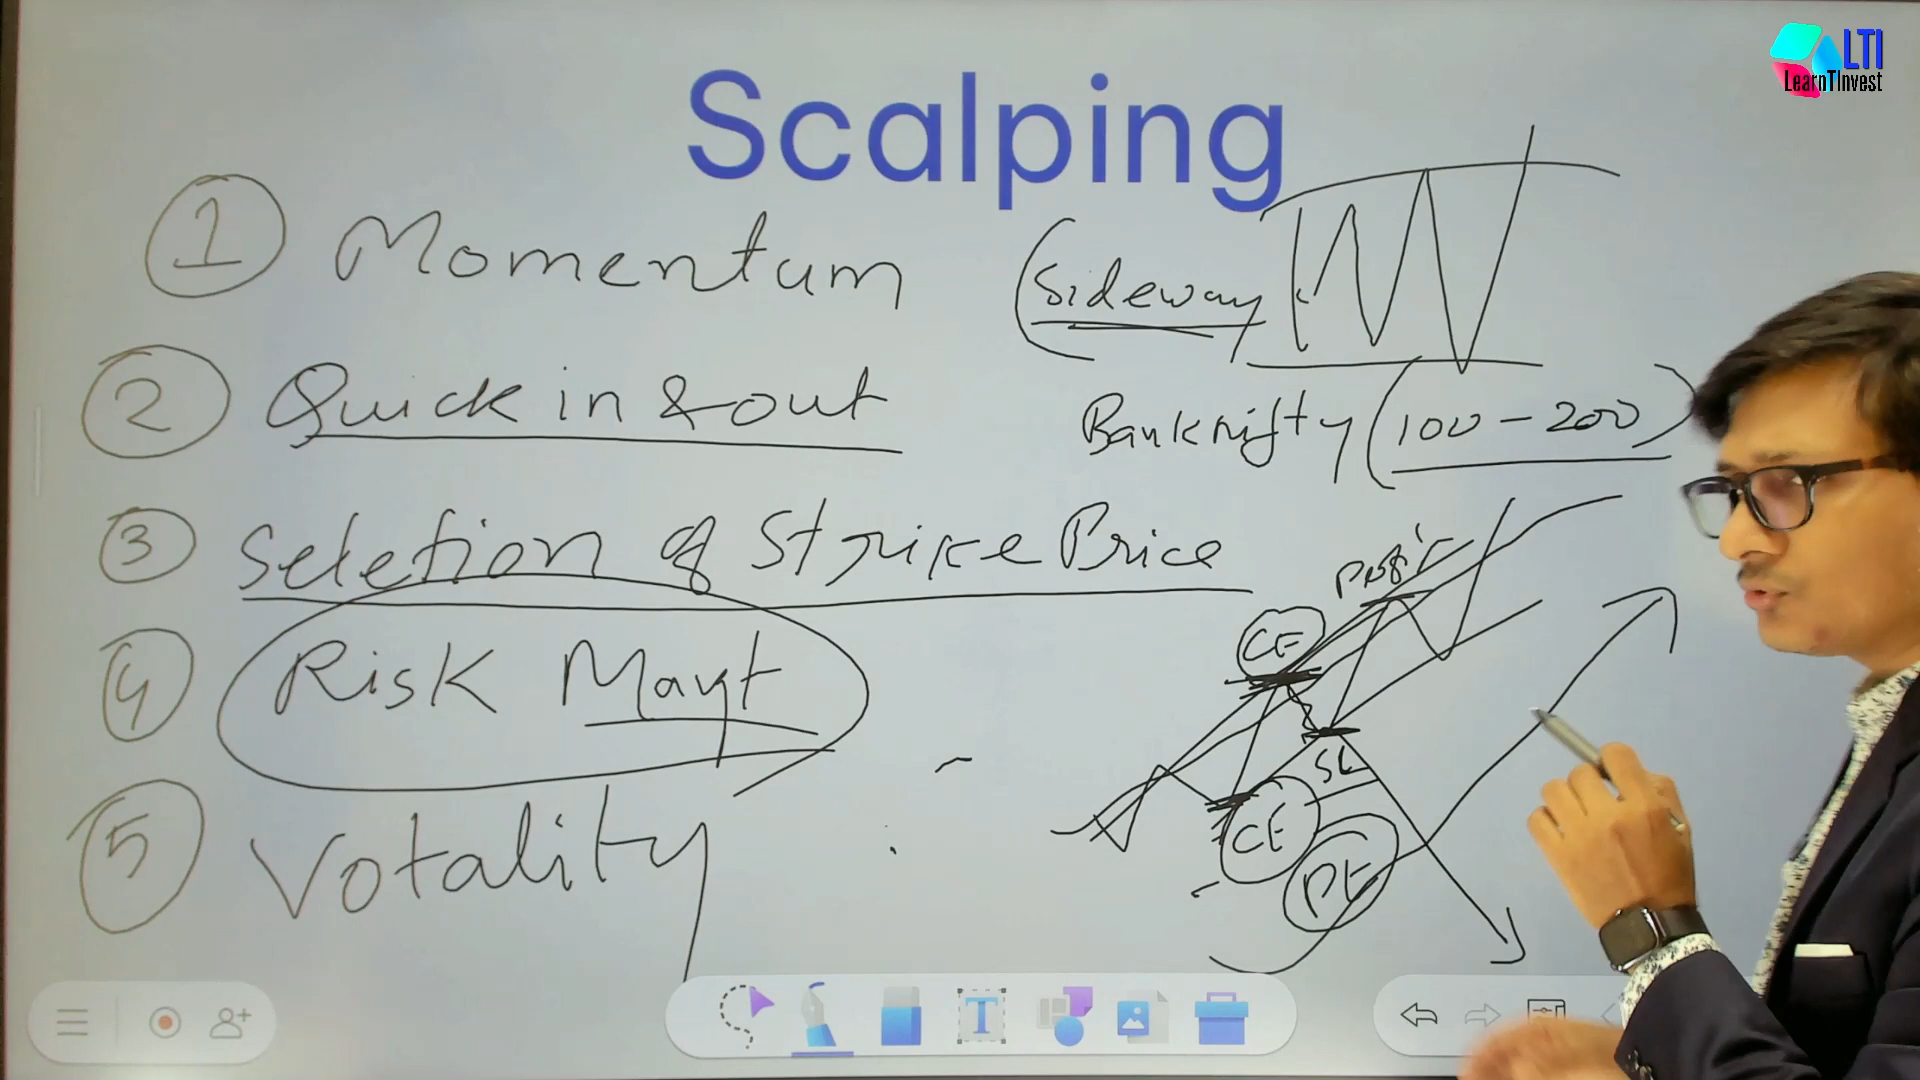 LTI
LearnTInvest
Scalping
1 Momentum
Sideway
2 Quick in & out
Banknifty (100-200)
3 Seletion of Strike Price
Profit
CE
4 Risk Mangt
SL
CE
PE
5 Votality
T